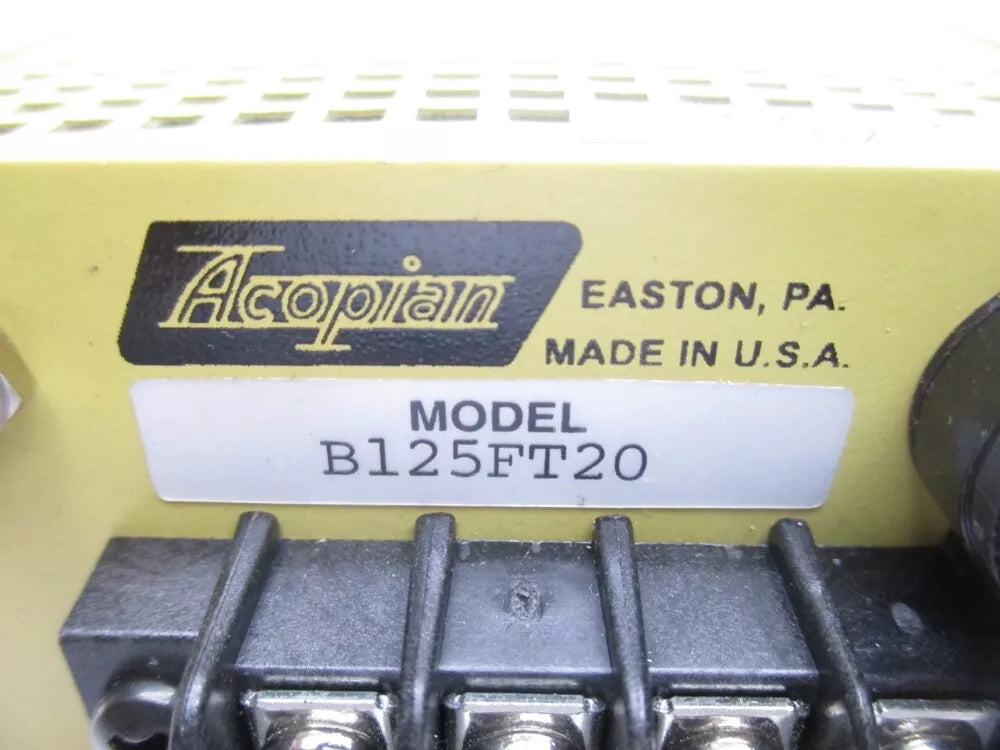 Acopian
EASTON, PA.
MADE IN U.S.A.
MODEL
B125FT20